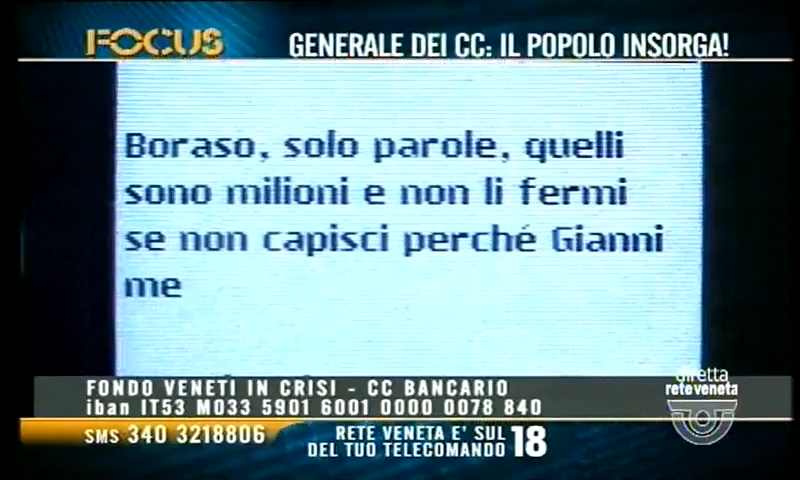 FOCUS
GENERALE DEI CC: IL POPOLO INSORGA!
Boraso, solo parole, quelli
sono milioni e non li fermi
se non capisci perché Gianni
me
FONDO VENETI IN CRISI - CC BANCARIO
iban IT53 M033 5901 6001 0000 0078 840
diretta
reteveneta
SMS 340 3218806
RETE VENETA E' SUL
DEL TUO TELECOMANDO 18